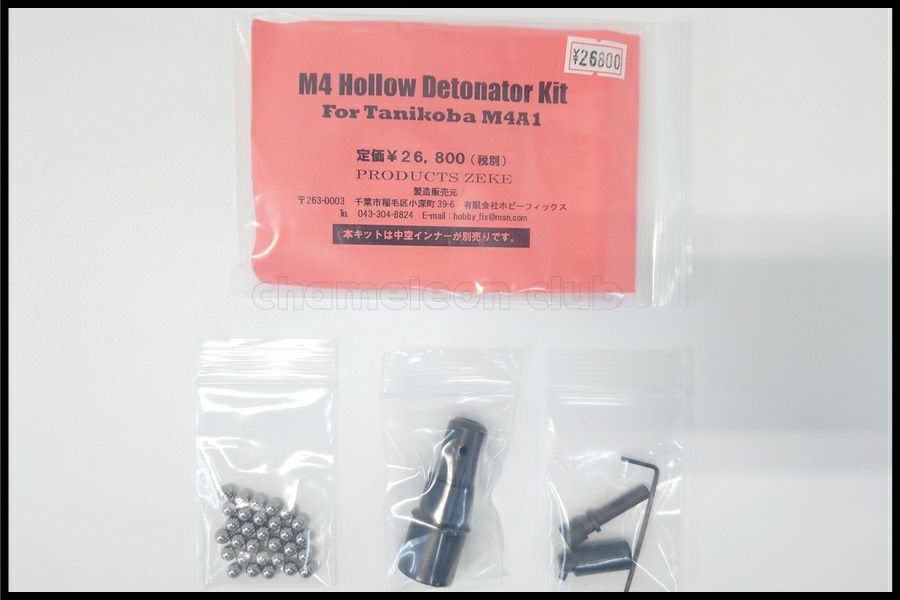 ¥26800
M4 Hollow Detonator Kit
For Tanikoba M4A1
定価¥26,800(税別)
PRODUCTS ZEKE
製造販売元
〒263-0003 千葉市稲毛区小深町39-6 有限会社ホビーフィックス
℡ 043-304-8824 E-mail:hobby_fix@msn.com
本キットは中空インナーが別売りです。
chameleon club